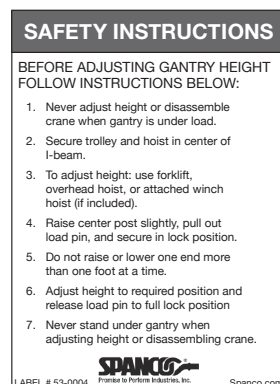 SAFETY INSTRUCTIONS
BEFORE ADJUSTING GANTRY HEIGHT
FOLLOW INSTRUCTIONS BELOW:
1. Never adjust height or disassemble
crane when gantry is under load.
2. Secure trolley and hoist in center of
I-beam.
3. To adjust height: use forklift,
overhead hoist, or attached winch
hoist (if included).
4. Raise center post slightly, pull out
load pin, and secure in lock position.
5. Do not raise or lower one end more
than one foot at a time.
6. Adjust height to required position and
release load pin to full lock position
7. Never stand under gantry when
adjusting height or disassembling crane.
SPANCO
Promise to Perform Industries, Inc.
LABEL # 53-0004 Spanco.com